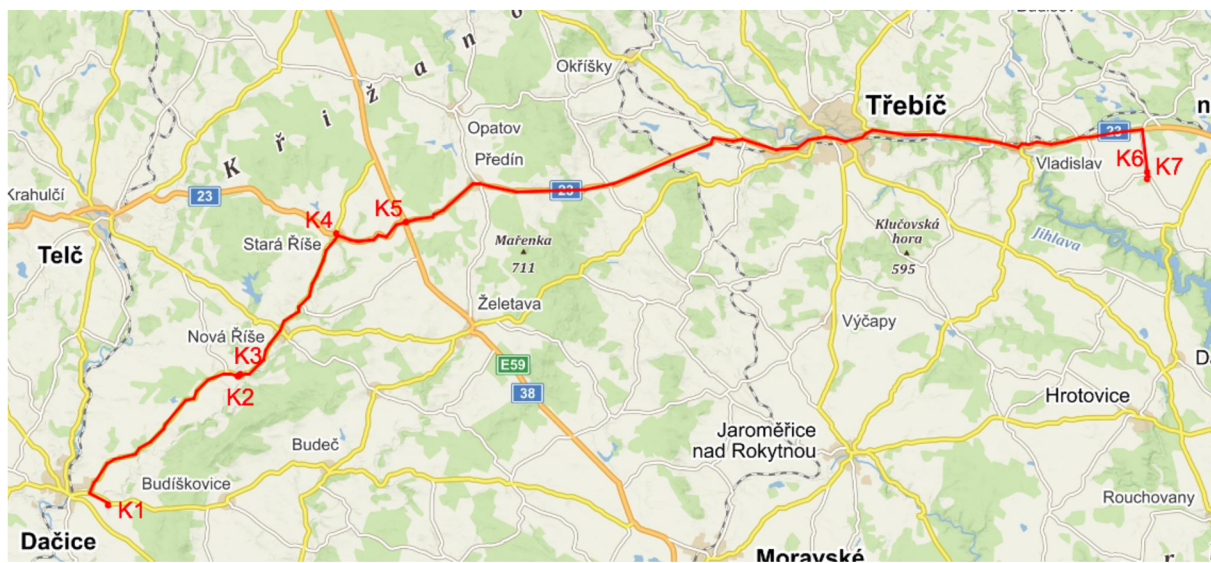 Okříšky
Třebíč
Opatov
Předín
K
ř
i
ž
a
n
Krahulčí
23
23
23
K6
K7
Vladislav
K5
K4
Telč
Stará Říše
Mařenka
711
Klučovská
hora
595
Jihlava
Želetava
Nová Říše
K3
K2
Výčapy
E59
38
Hrotovice
Jaroměřice
nad Rokytnou
Budeč
Budíškovice
K1
Rouchovany
Dačice
Moravské